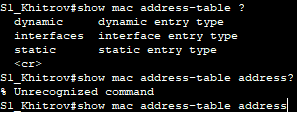 S1_Khitrov#show mac address-table ?
  dynamic     dynamic entry type
  interfaces  interface entry type
  static      static entry type
  <cr>
S1_Khitrov#show mac address-table address?
% Unrecognized command
S1_Khitrov#show mac address-table address